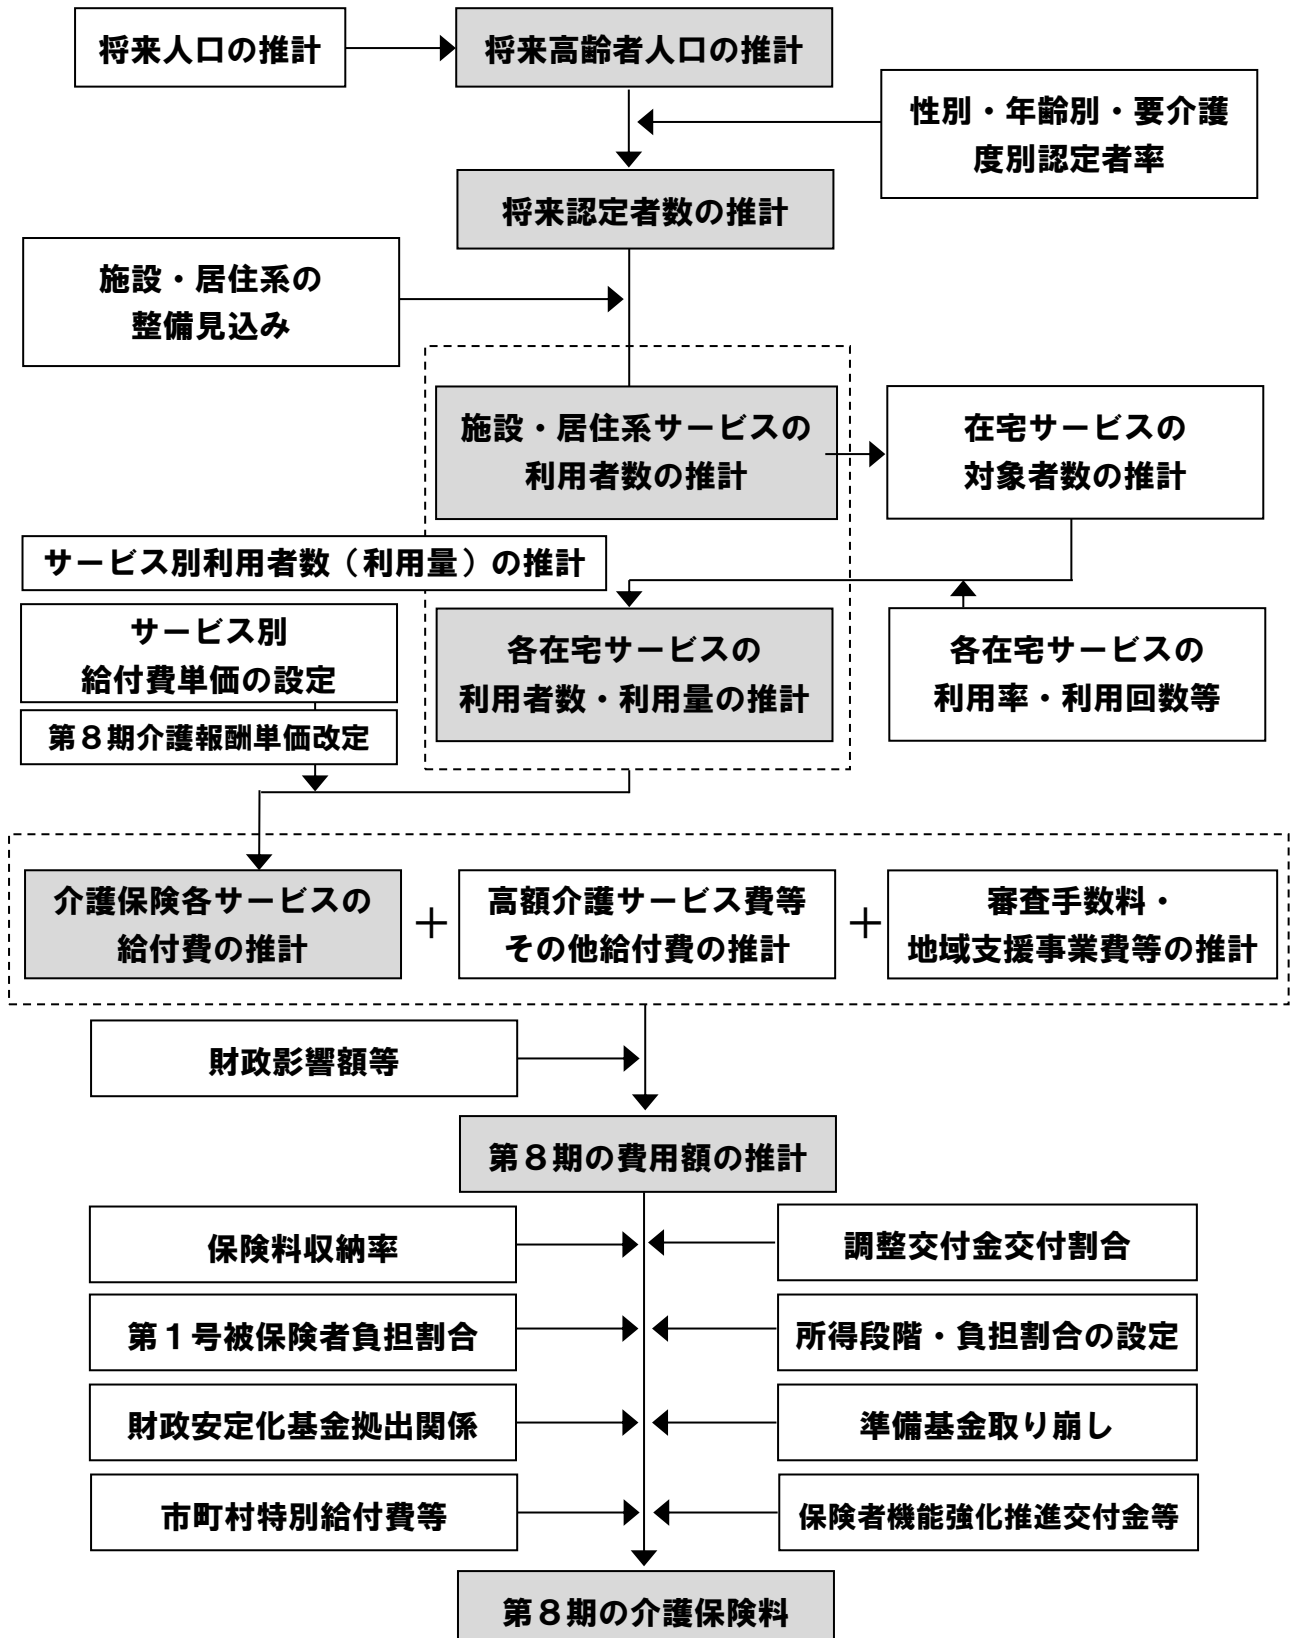 将来人口の推計
将来高齢者人口の推計
性別・年齢別・要介護
度別認定者率
将来認定者数の推計
施設・居住系の
整備見込み
施設・居住系サービスの
利用者数の推計
在宅サービスの
対象者数の推計
サービス別利用者数（利用量）の推計
サービス別
給付費単価の設定
第８期介護報酬単価改定
各在宅サービスの
利用者数・利用量の推計
各在宅サービスの
利用率・利用回数等
介護保険各サービスの
給付費の推計
＋
高額介護サービス費等
その他給付費の推計
＋
審査手数料・
地域支援事業費等の推計
財政影響額等
第８期の費用額の推計
保険料収納率
調整交付金交付割合
第１号被保険者負担割合
所得段階・負担割合の設定
財政安定化基金拠出関係
準備基金取り崩し
市町村特別給付費等
保険者機能強化推進交付金等
第８期の介護保険料